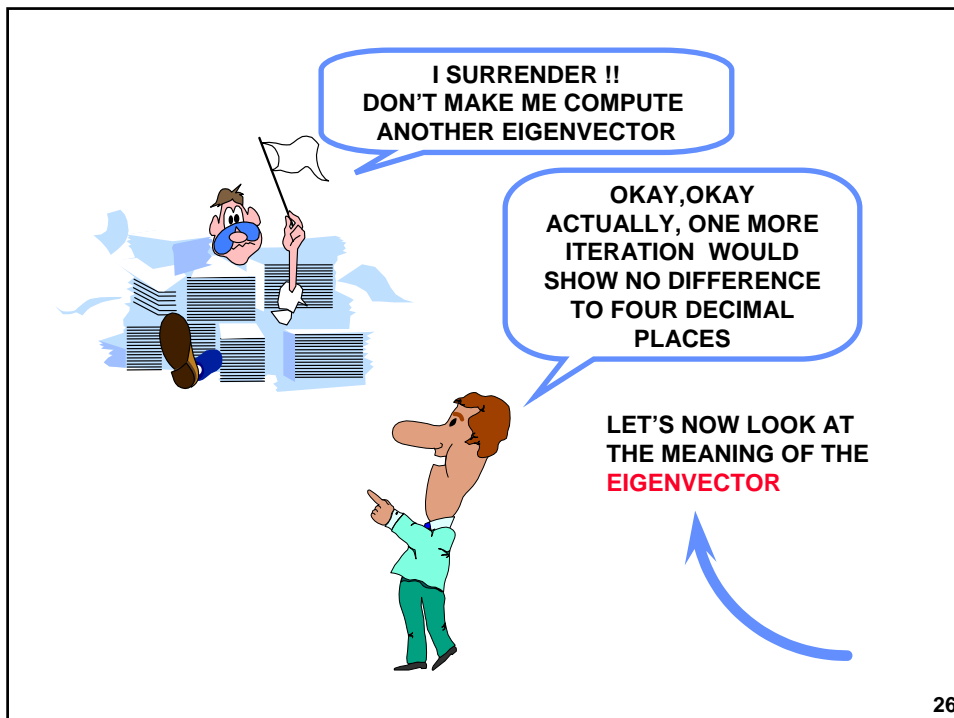 I SURRENDER !!
DON'T MAKE ME COMPUTE
ANOTHER EIGENVECTOR
OKAY,OKAY
ACTUALLY, ONE MORE
ITERATION WOULD
SHOW NO DIFFERENCE
TO FOUR DECIMAL
PLACES
LET'S NOW LOOK AT
THE MEANING OF THE
EIGENVECTOR
26